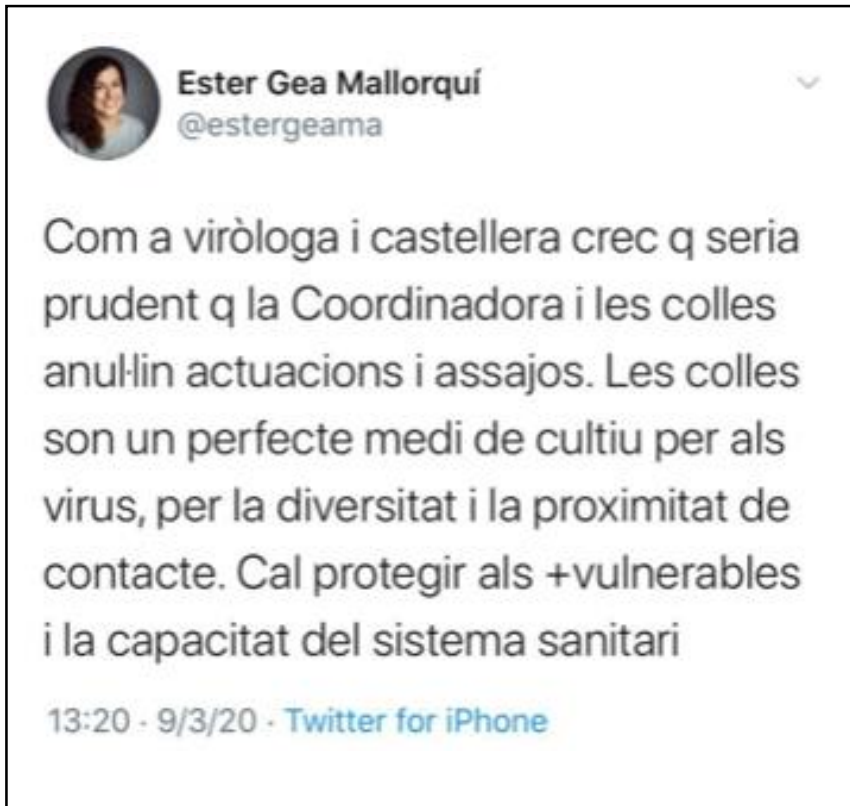 Ester Gea Mallorquí
@estergeama
Com a viròloga i castellera crec q seria
prudent q la Coordinadora i les colles
anul·lin actuacions i assajos. Les colles
son un perfecte medi de cultiu per als
virus, per la diversitat i la proximitat de
contacte. Cal protegir als +vulnerables
i la capacitat del sistema sanitari
13:20 · 9/3/20 · Twitter for iPhone